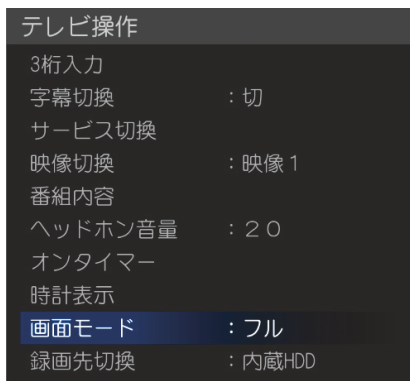 テレビ操作
3桁入力
字幕切換 :切
サービス切換
映像切換 :映像1
番組内容
ヘッドホン音量 :20
オンタイマー
時計表示
画面モード :フル
録画先切換 :内蔵HDD